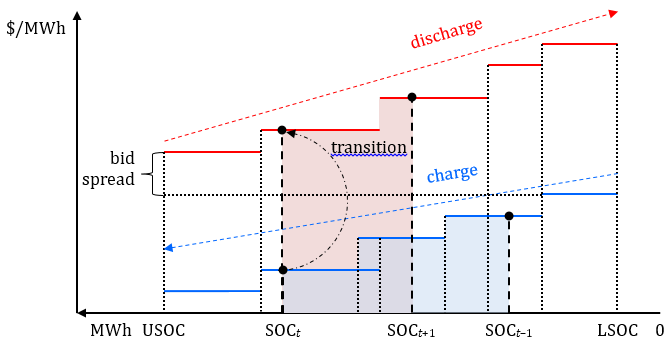 $/MWh
discharge
transition
bid
spread
charge
MWh USOC SOCt SOCt+1 SOCt−1 LSOC 0